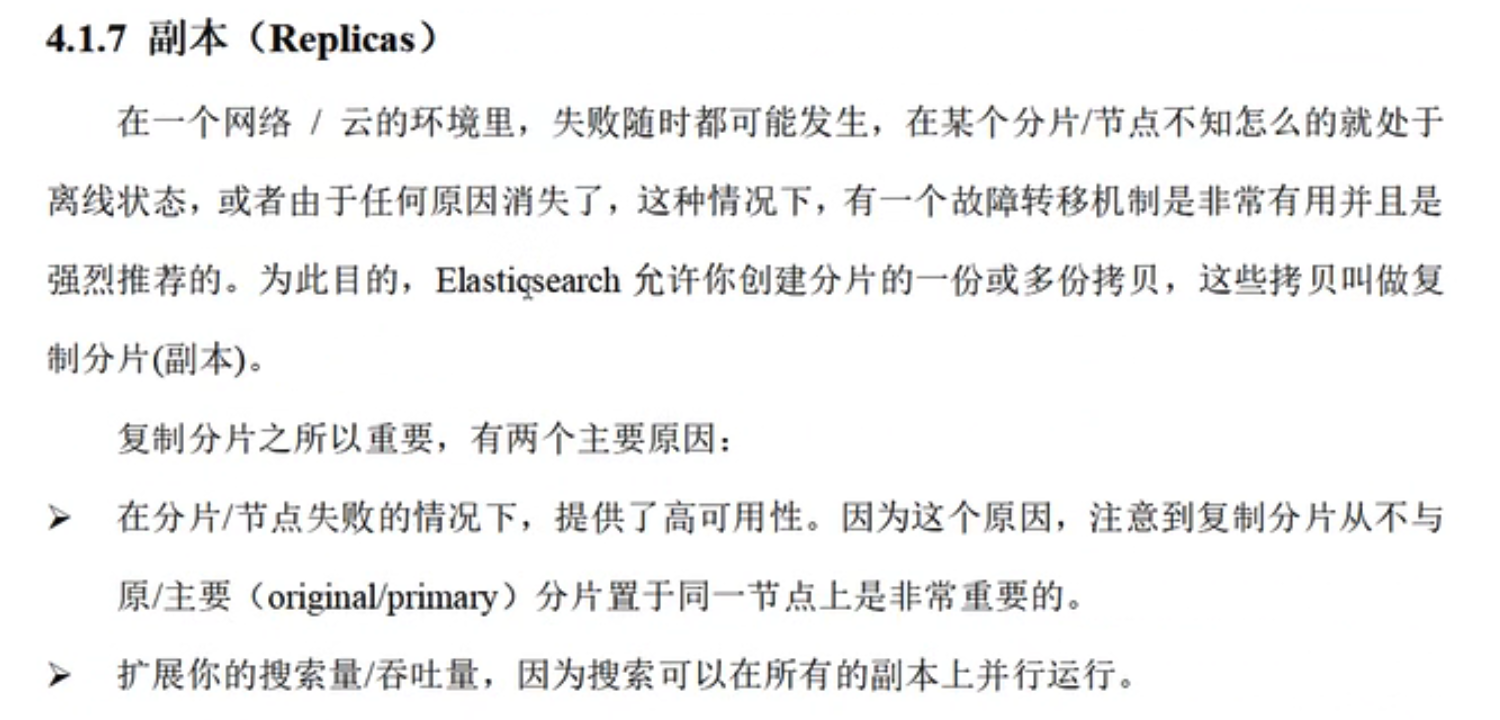 4.1.7 副本（Replicas）
在一个网络 / 云的环境里，失败随时都可能发生，在某个分片/节点不知怎么的就处于
离线状态，或者由于任何原因消失了，这种情况下，有一个故障转移机制是非常有用并且是
强烈推荐的。为此目的，Elasticsearch 允许你创建分片的一份或多份拷贝，这些拷贝叫做复
制分片(副本)。
复制分片之所以重要，有两个主要原因：
➢ 在分片/节点失败的情况下，提供了高可用性。因为这个原因，注意到复制分片从不与
原/主要（original/primary）分片置于同一节点上是非常重要的。
➢ 扩展你的搜索量/吞吐量，因为搜索可以在所有的副本上并行运行。